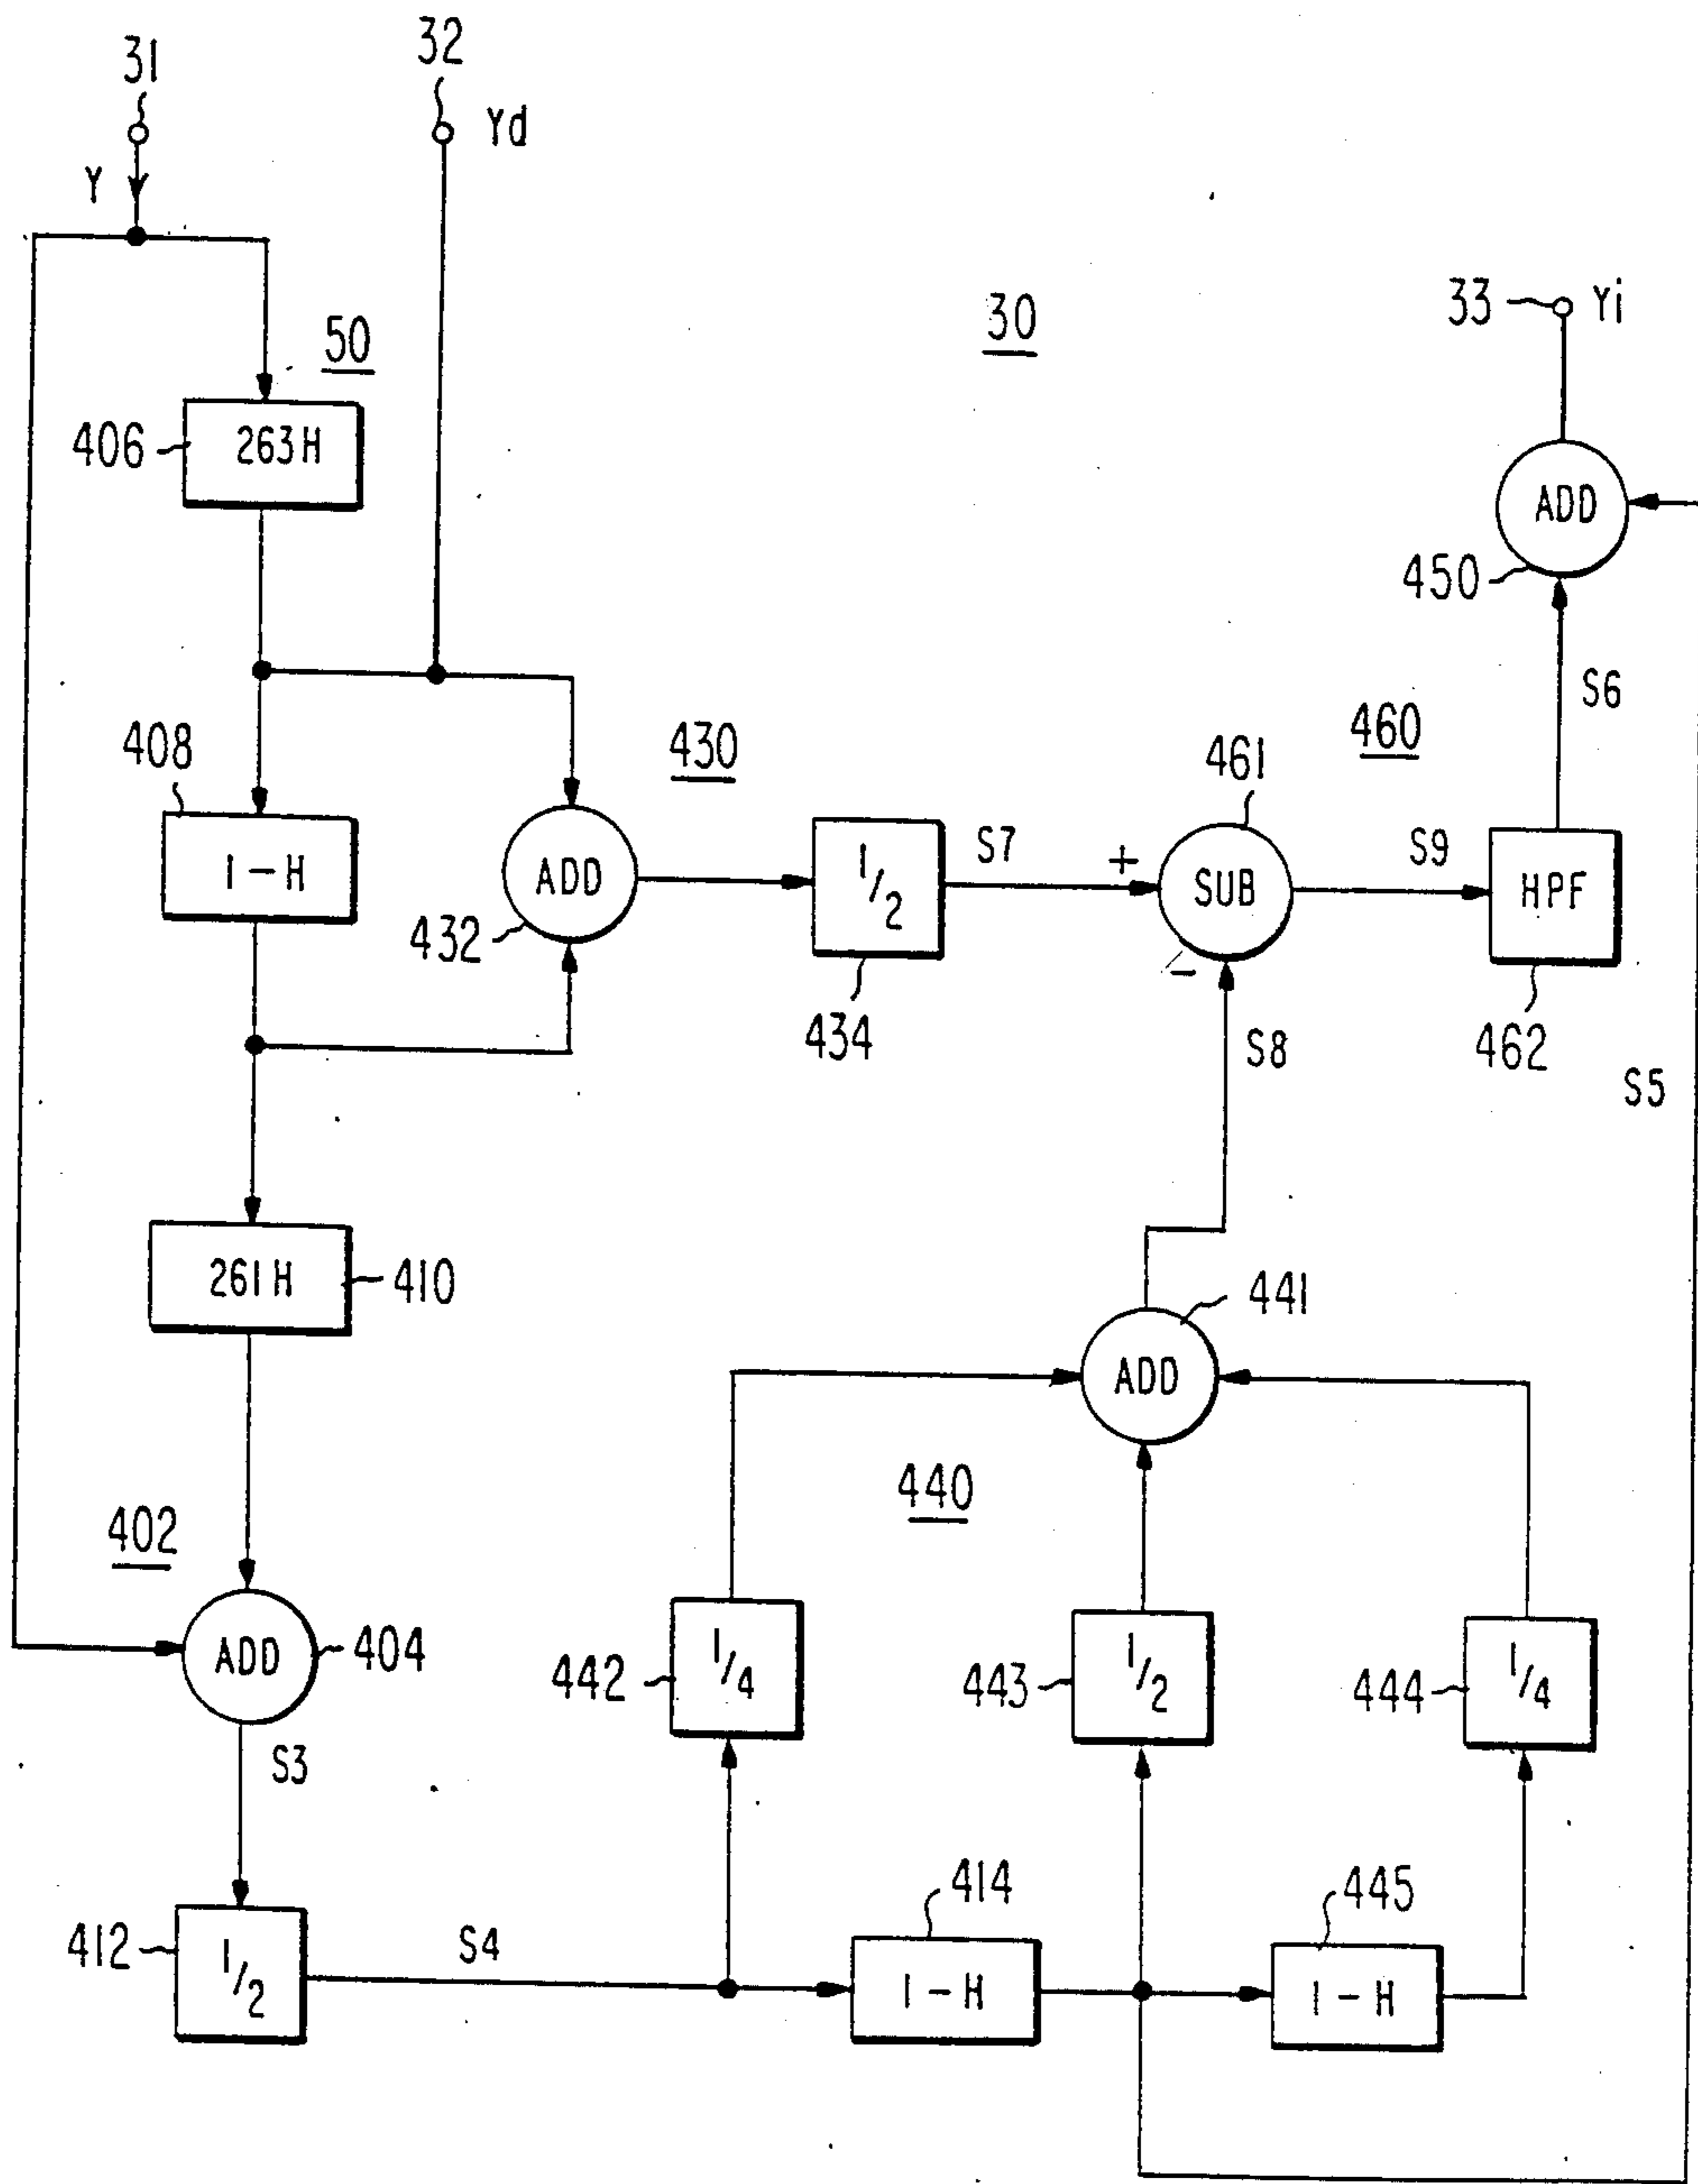 31
32
Yd
Y
33
Yi
30
50
406
263H
ADD
450
S6
408
430
461
460
1-H
ADD
432
1/2
434
S7
+
SUB
-
S9
HPF
462
S8
S5
261H
410
441
ADD
402
440
ADD
404
442
1/4
443
1/2
444
1/4
S3
412
1/2
S4
414
1-H
445
1-H